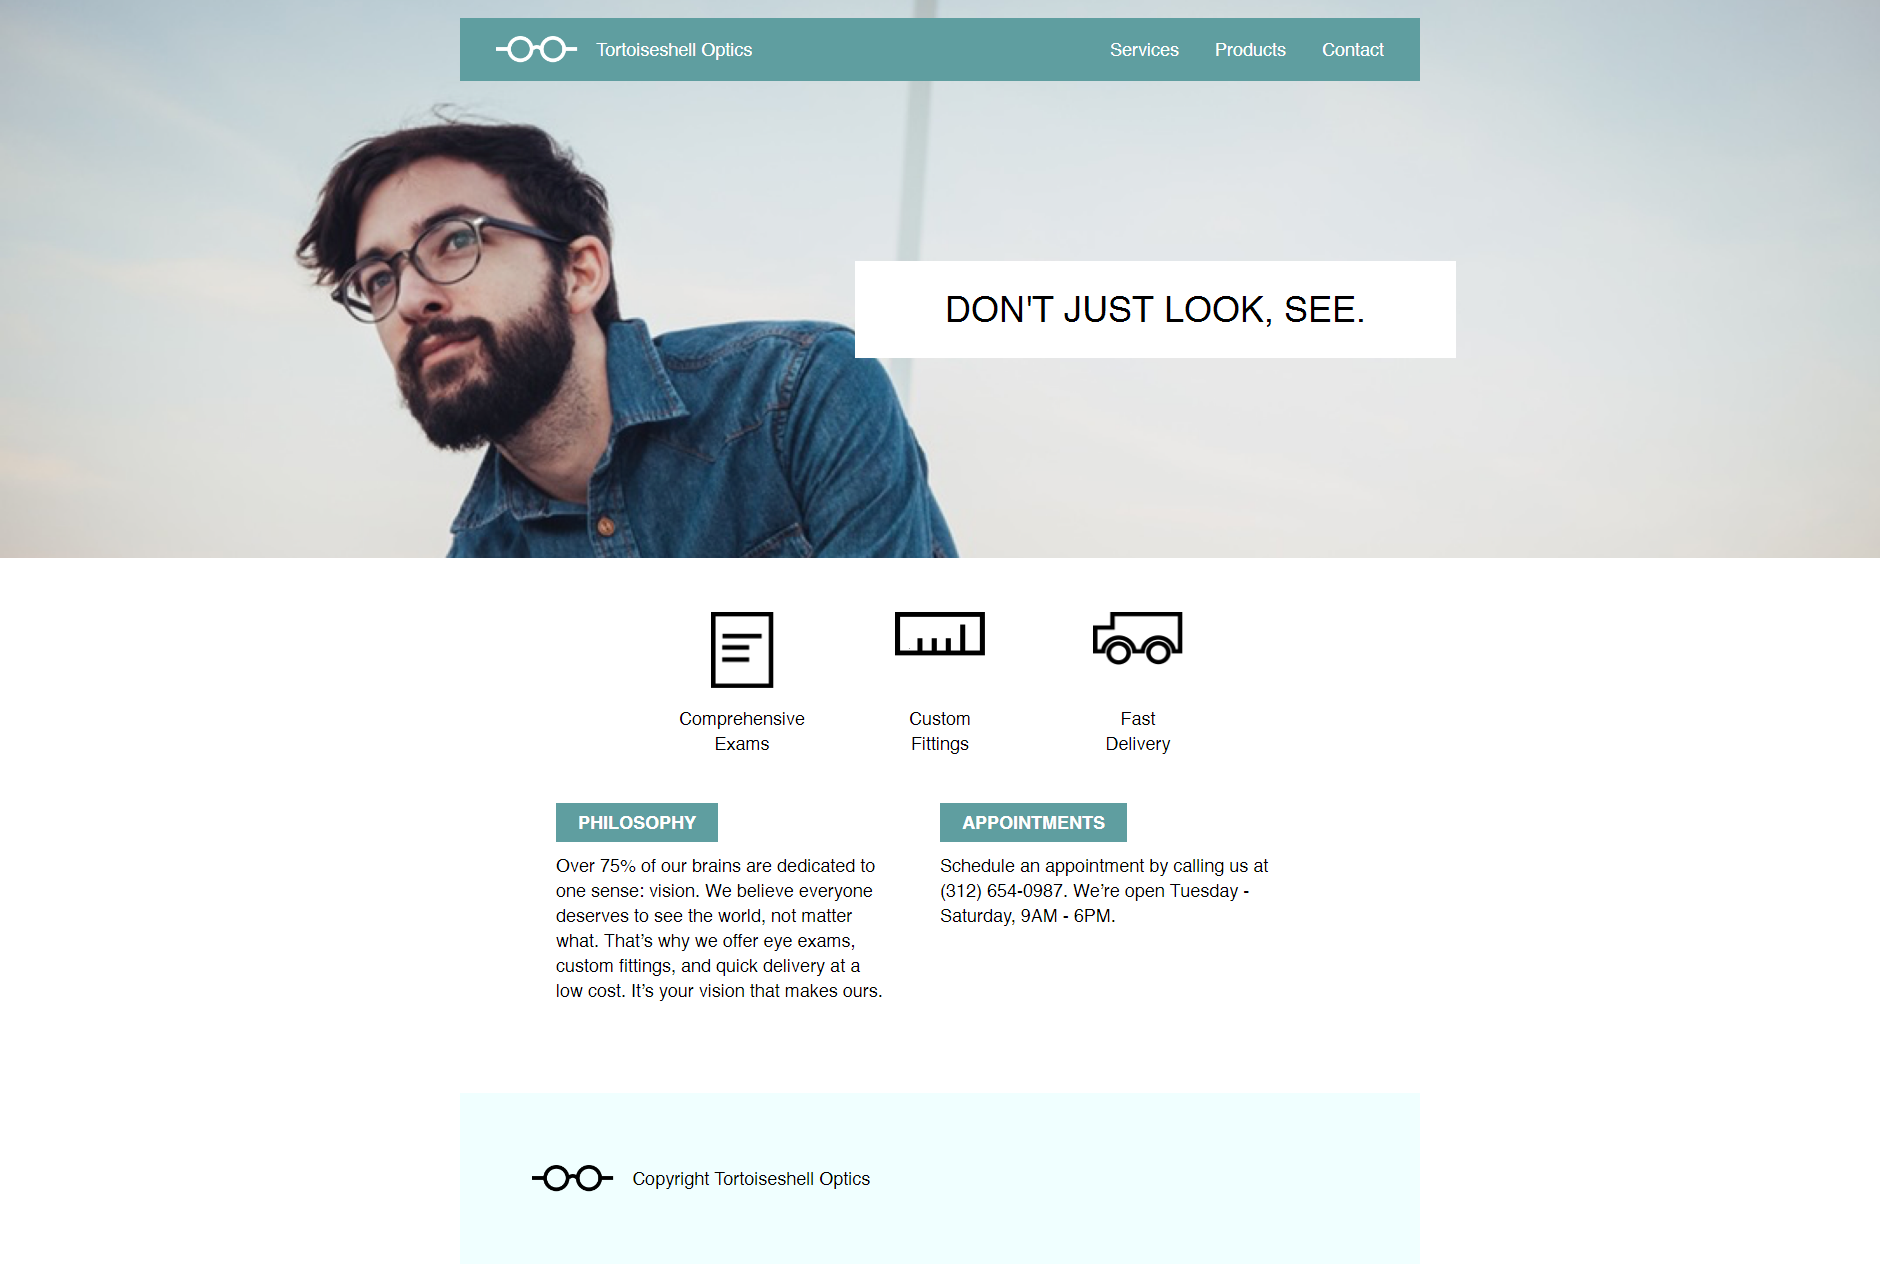 Tortoiseshell Optics
Services Products Contact
DON'T JUST LOOK, SEE.
Comprehensive
Exams
Custom
Fittings
Fast
Delivery
PHILOSOPHY
Over 75% of our brains are dedicated to
one sense: vision. We believe everyone
deserves to see the world, not matter
what. That’s why we offer eye exams,
custom fittings, and quick delivery at a
low cost. It’s your vision that makes ours.
APPOINTMENTS
Schedule an appointment by calling us at
(312) 654-0987. We’re open Tuesday -
Saturday, 9AM - 6PM.
Copyright Tortoiseshell Optics